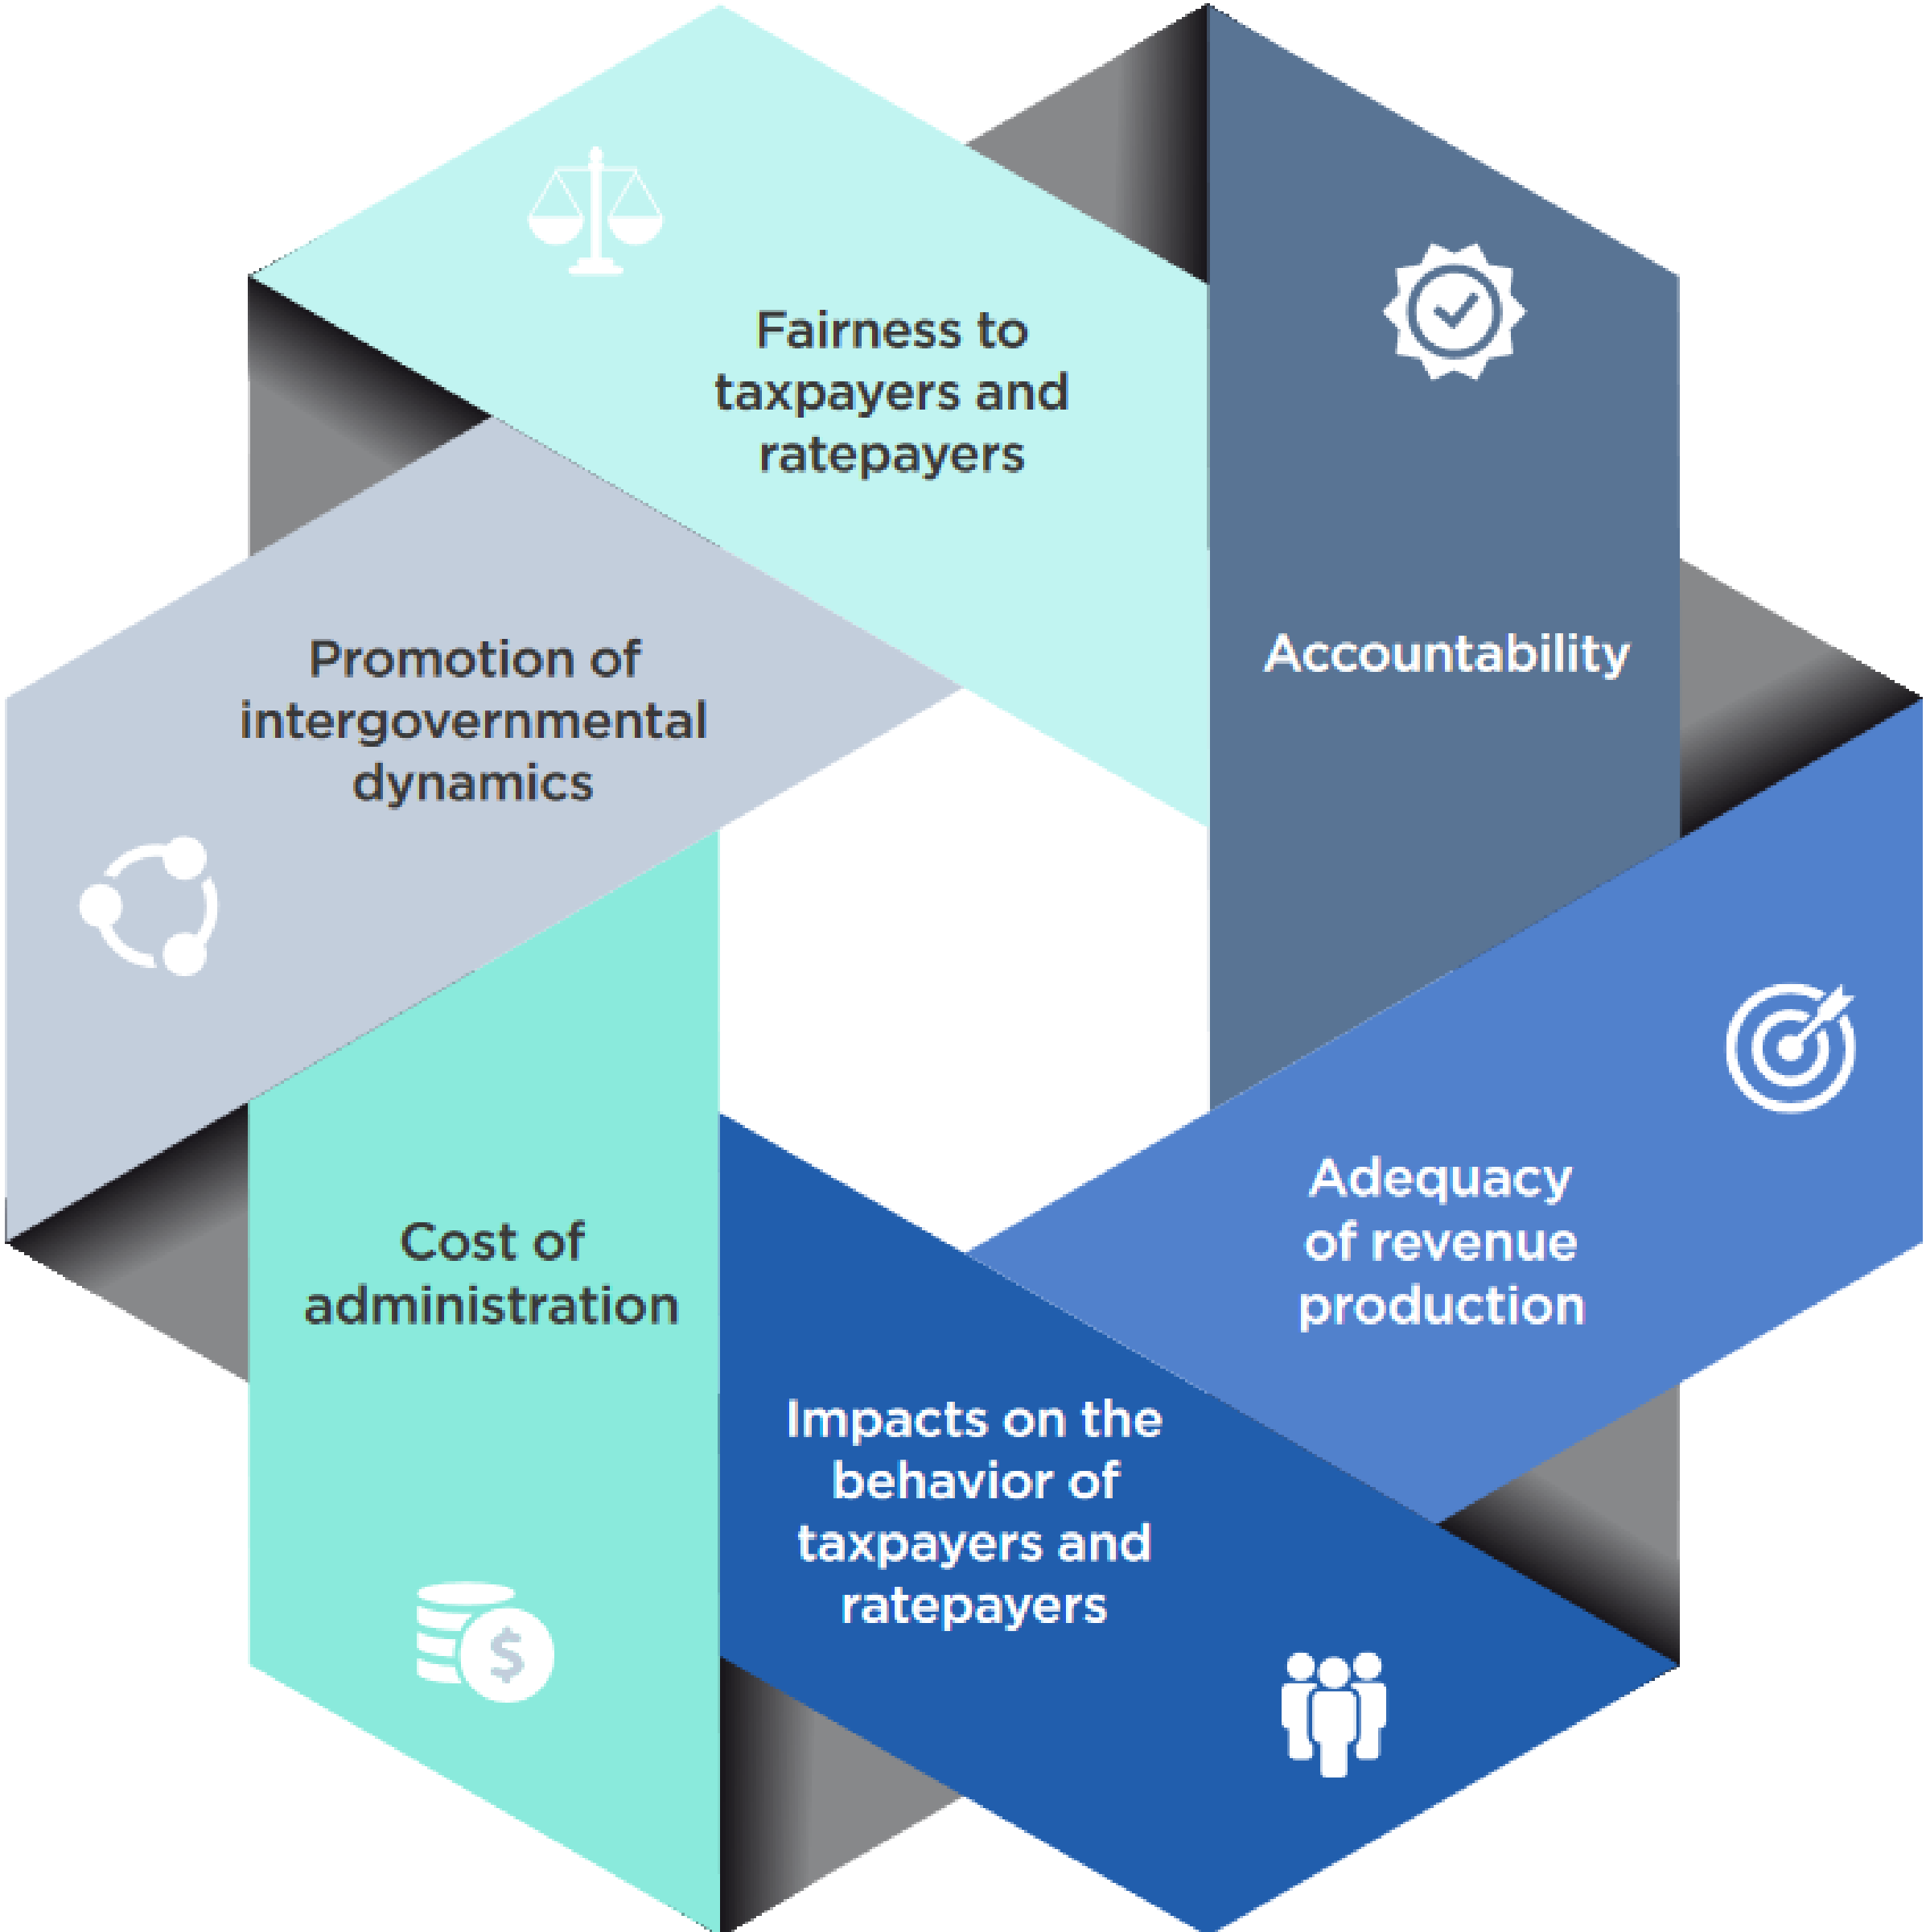 Fairness to
taxpayers and
ratepayers
Accountability
Promotion of
intergovernmental
dynamics
Adequacy
of revenue
production
Cost of
administration
Impacts on the
behavior of
taxpayers and
ratepayers
$